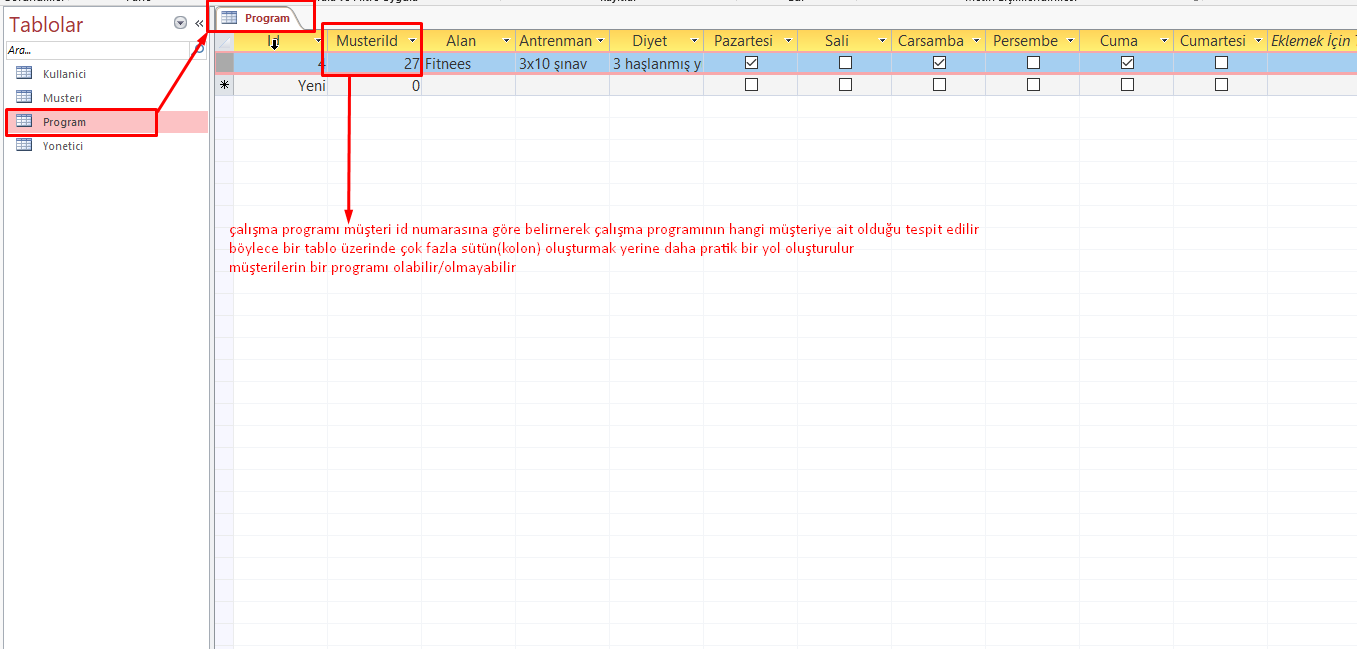 Tablolar
«
Program
Ara...
Kullanici
Musteri
Program
Yonetici
Id MusteriId Alan Antrenman Diyet Pazartesi Sali Carsamba Persembe Cuma Cumartesi Eklemek İçin
4 27 Fitnees 3x10 şınav 3 haşlanmış y
* Yeni 0
çalışma programı müşteri id numarasına göre belirnerek çalışma programının hangi müşteriye ait olduğu tespit edilir
böylece bir tablo üzerinde çok fazla sütün(kolon) oluşturmak yerine daha pratik bir yol oluşturulur
müşterilerin bir programı olabilir/olmayabilir